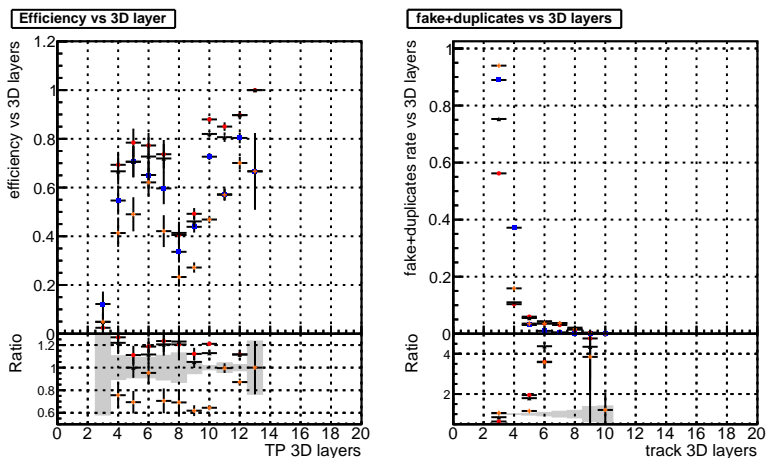 Efficiency vs 3D layer
efficiency vs 3D layers
1.2
1
0.8
0.6
0.4
0.2
0
Ratio
1.2
1
0.8
0.6
0 2 4 6 8 10 12 14 16 18 20
TP 3D layers
fake+duplicates vs 3D layers
fake+duplicates rate vs 3D layers
1
0.8
0.6
0.4
0.2
0
Ratio
4
2
0 2 4 6 8 10 12 14 16 18 20
track 3D layers